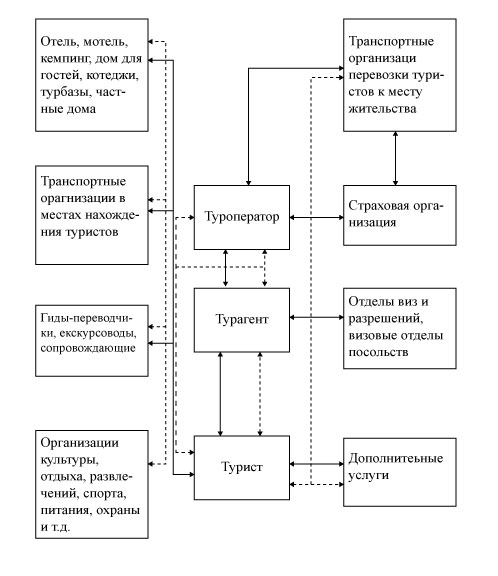 Отель, мотель,
кемпинг, дом для
гостей, котеджи,
турбазы, част-
ные дома
Транспортные
орагнизации в
местах нахожде-
ния туристов
Гиды-переводчи-
ки, екскурсоводы,
сопровождающие
Организации
культуры,
отдыха, развле-
чений, спорта,
питания, охраны
и т.д.
Туроператор
Турагент
Турист
Транспортные
организаци
перевозки тури-
стов к месту
жительства
Страховая орга-
низация
Отделы виз и
разрешений,
визовые отделы
посольств
Дополнитеьные
услуги